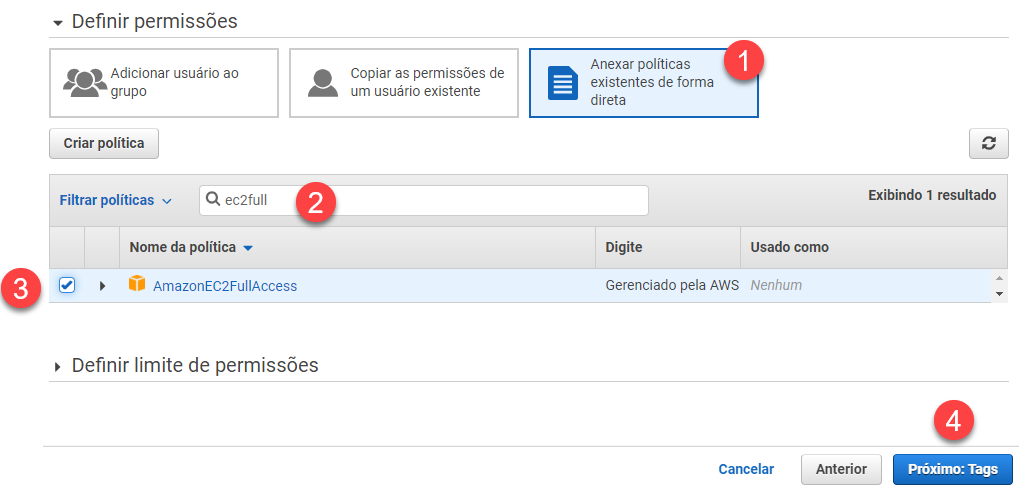 Definir permissões
Adicionar usuário ao
grupo
Copiar as permissões de
um usuário existente
Anexar políticas
existentes de forma
direta
1
Criar política
Filtrar políticas
ec2full
2
Exibindo 1 resultado
Nome da política
Digite
Usado como
3
AmazonEC2FullAccess
Gerenciado pela AWS
Nenhum
Definir limite de permissões
4
Cancelar
Anterior
Próximo: Tags